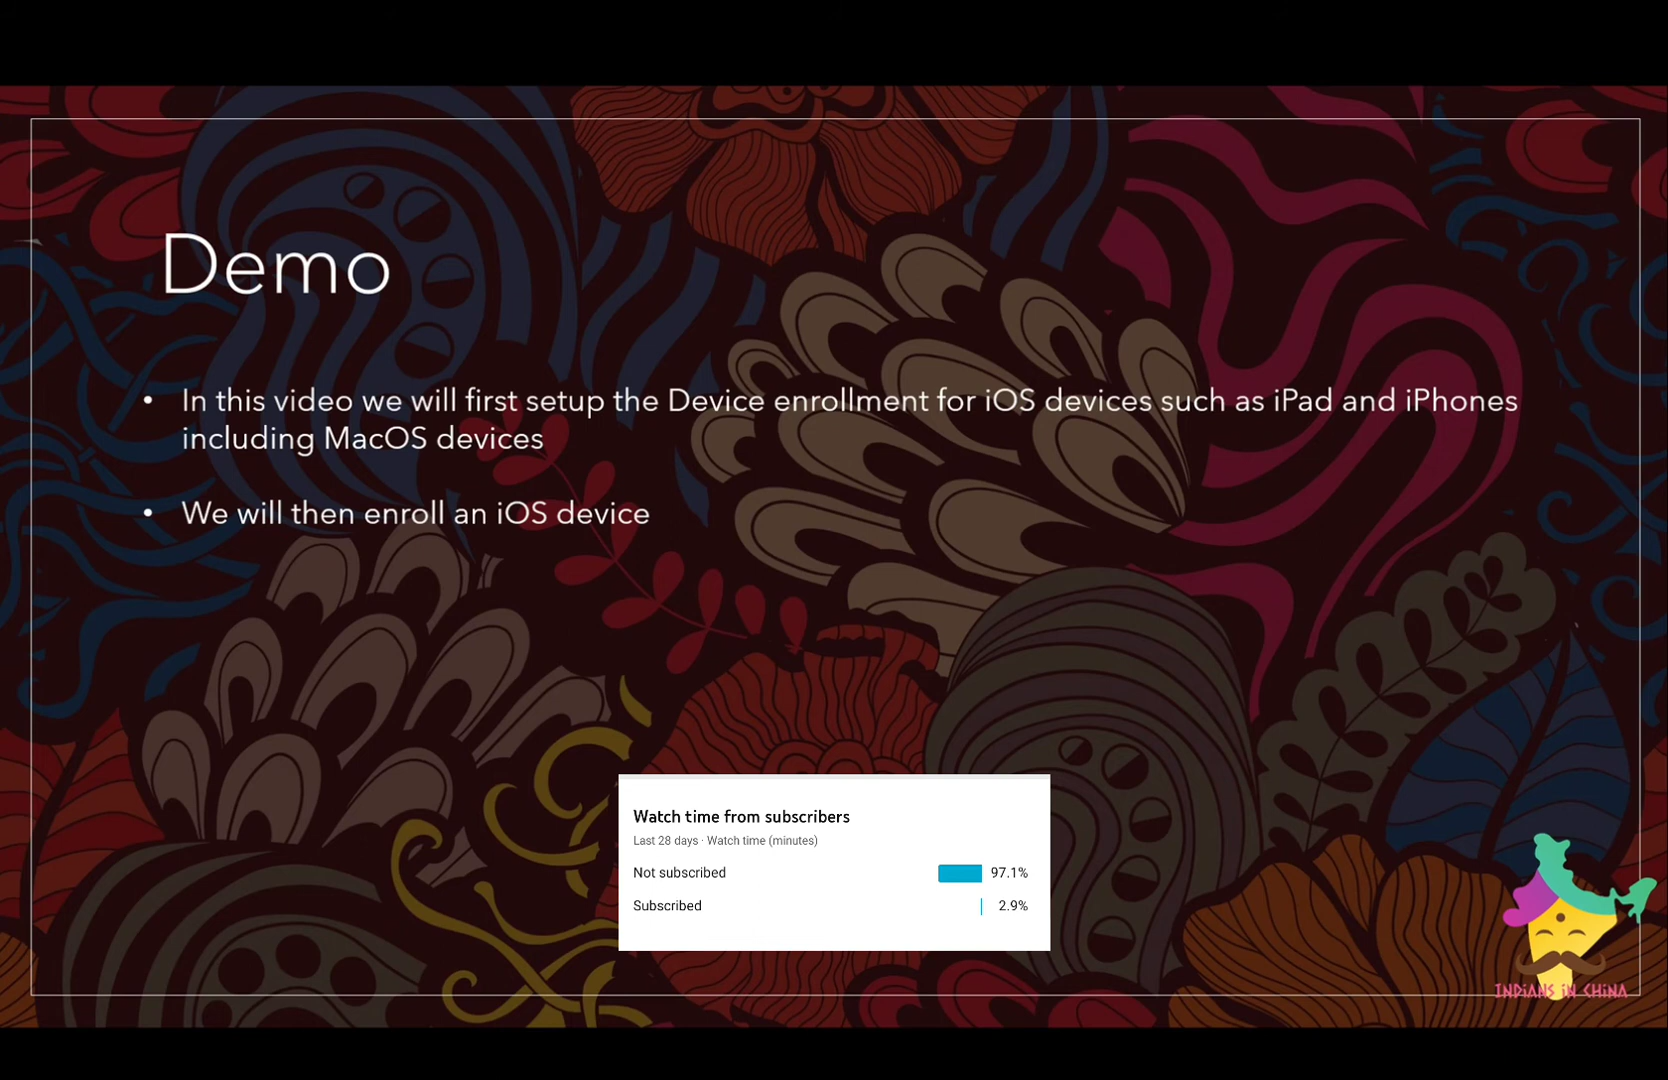 Demo
• In this video we will first setup the Device enrollment for iOS devices such as iPad and iPhones
including MacOS devices
• We will then enroll an iOS device
Watch time from subscribers
Last 28 days · Watch time (minutes)
Not subscribed 97.1%
Subscribed 2.9%
INDIANS IN CHINA